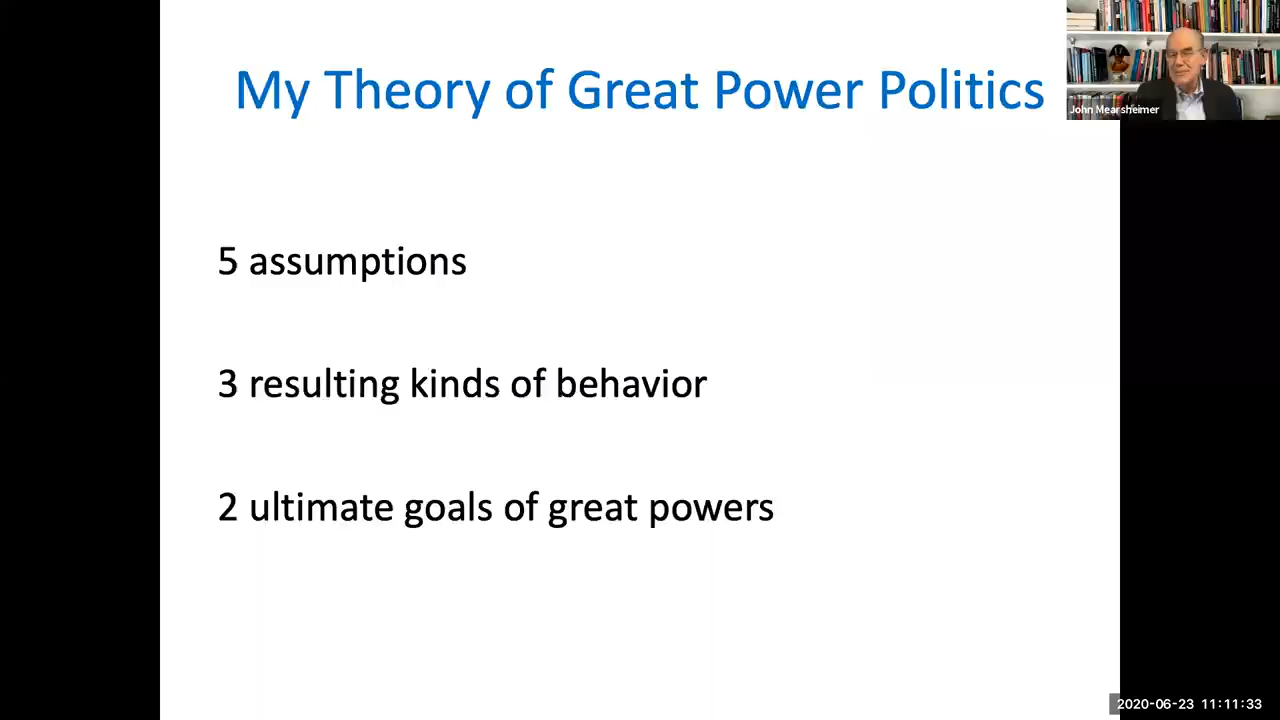 My Theory of Great Power Politics
John Mearsheimer
5 assumptions
3 resulting kinds of behavior
2 ultimate goals of great powers
2020-06-23 11:11:33